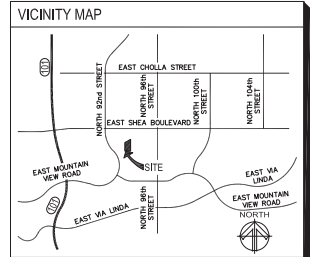 VICINITY MAP
101
EAST CHOLLA STREET
NORTH 92nd STREET
NORTH 96th
STREET
NORTH 100th
STREET
NORTH 104th
STREET
EAST SHEA BOULEVARD
SITE
EAST MOUNTAIN
VIEW ROAD
EAST VIA
LINDA
101
EAST VIA LINDA
NORTH 96th
STREET
EAST MOUNTAIN
VIEW ROAD
NORTH